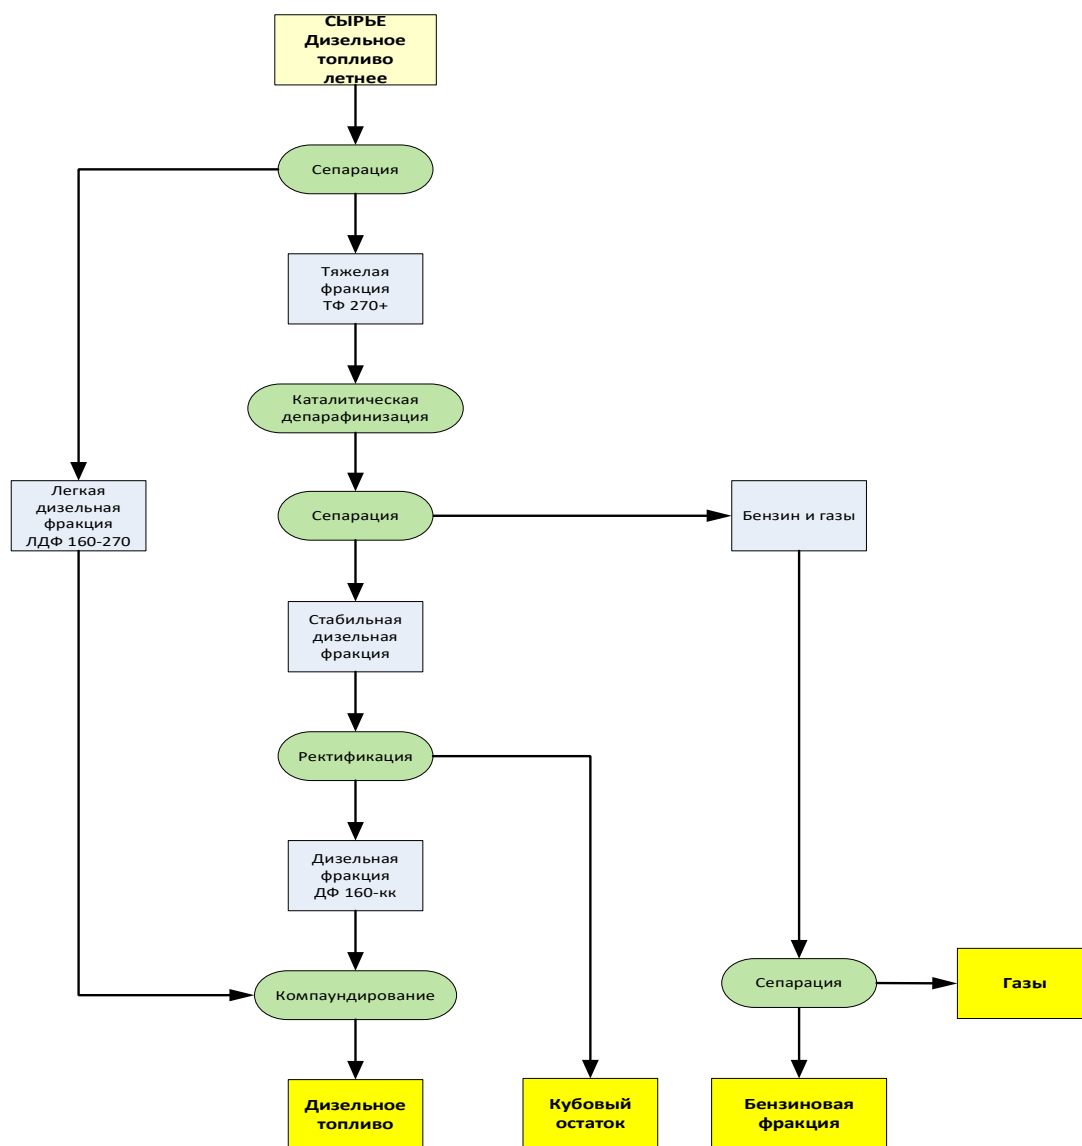 СЫРЬЕ
Дизельное
топливо
летнее
Сепарация
Тяжелая
фракция
ТФ 270+
Каталитическая
депарафинизация
Легкая
дизельная
фракция
ЛДФ 160-270
Сепарация
Бензин и газы
Стабильная
дизельная
фракция
Ректификация
Дизельная
фракция
ДФ 160-кк
Компаундирование
Сепарация
Газы
Дизельное
топливо
Кубовый
остаток
Бензиновая
фракция